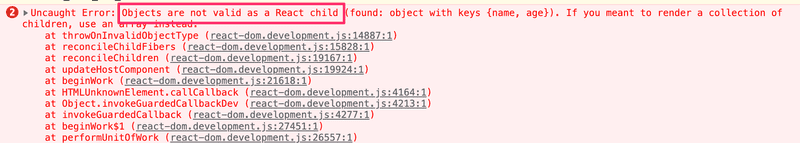 2 ▶Uncaught Error: Objects are not valid as a React child (found: object with keys {name, age}). If you meant to render a collection of
children, use an array instead.
at throwOnInvalidObjectType (react-dom.development.js:14887:1)
at reconcileChildFibers (react-dom.development.js:15828:1)
at reconcileChildren (react-dom.development.js:19167:1)
at updateHostComponent (react-dom.development.js:19924:1)
at beginWork (react-dom.development.js:21618:1)
at HTMLUnknownElement.callCallback (react-dom.development.js:4164:1)
at Object.invokeGuardedCallbackDev (react-dom.development.js:4213:1)
at invokeGuardedCallback (react-dom.development.js:4277:1)
at beginWork$1 (react-dom.development.js:27451:1)
at performUnitOfWork (react-dom.development.js:26557:1)